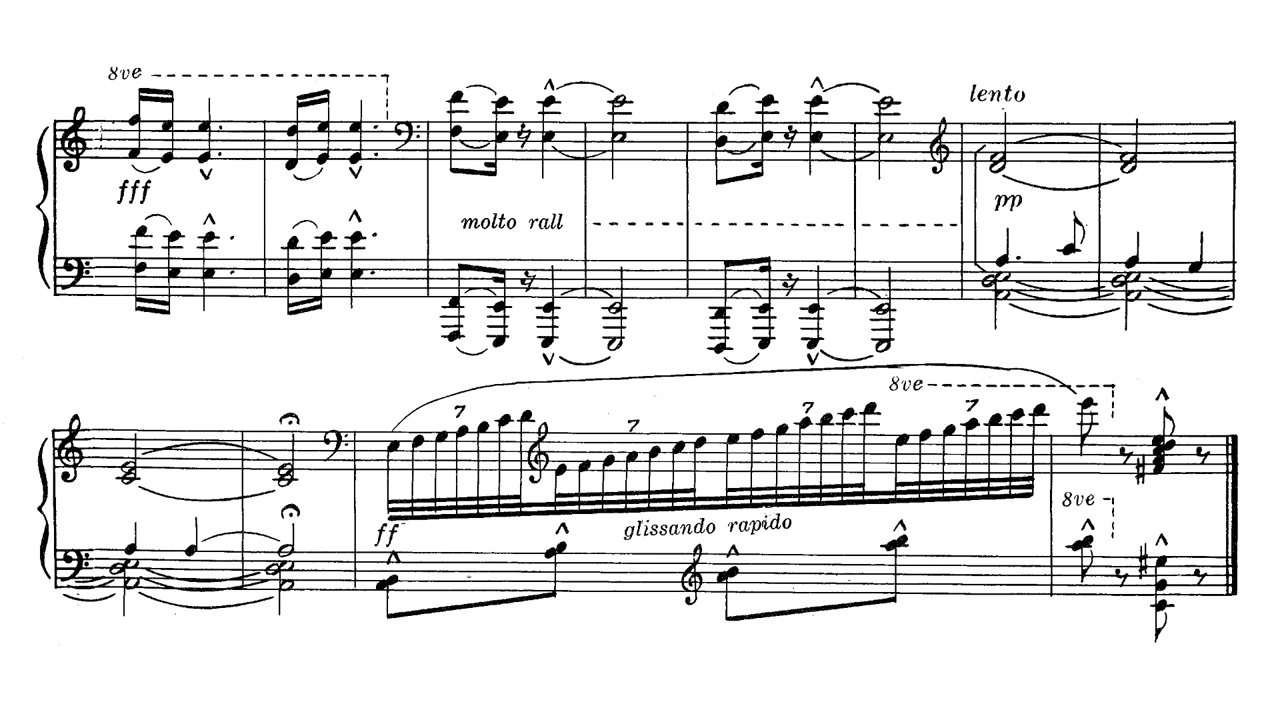 8ve
lento
fff
pp
molto rall
8ve
7
7
7
7
8ve
ff
glissando rapido